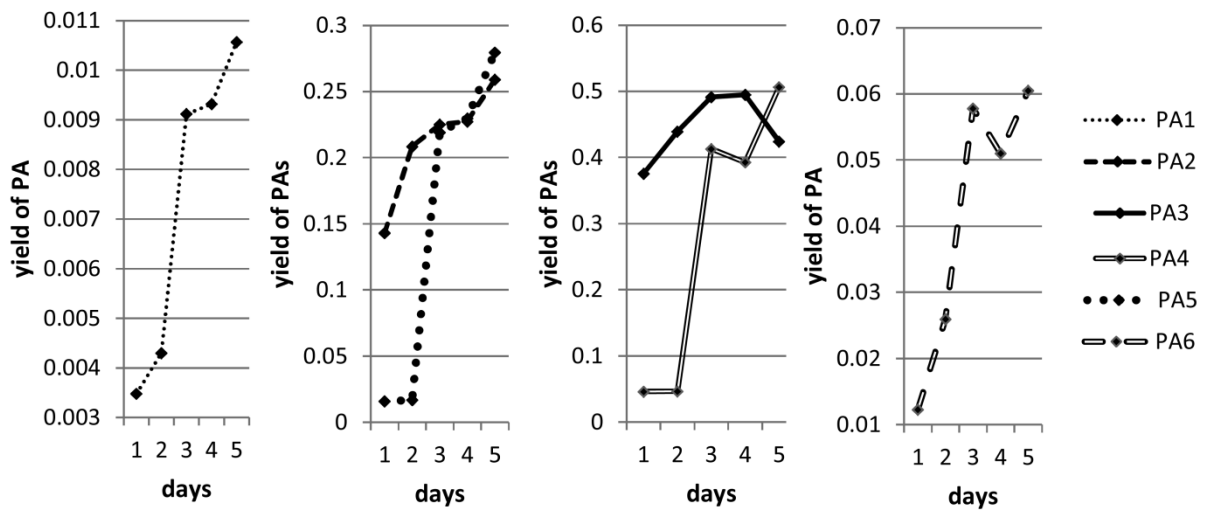 yield of PA
0.011
0.01
0.009
0.008
0.007
0.006
0.005
0.004
0.003
1 2 3 4 5
days
yield of PAs
0.3
0.25
0.2
0.15
0.1
0.05
0
1 2 3 4 5
days
yield of PAs
0.6
0.5
0.4
0.3
0.2
0.1
0
1 2 3 4 5
days
yield of PA
0.07
0.06
0.05
0.04
0.03
0.02
0.01
1 2 3 4 5
days
PA1
PA2
PA3
PA4
PA5
PA6